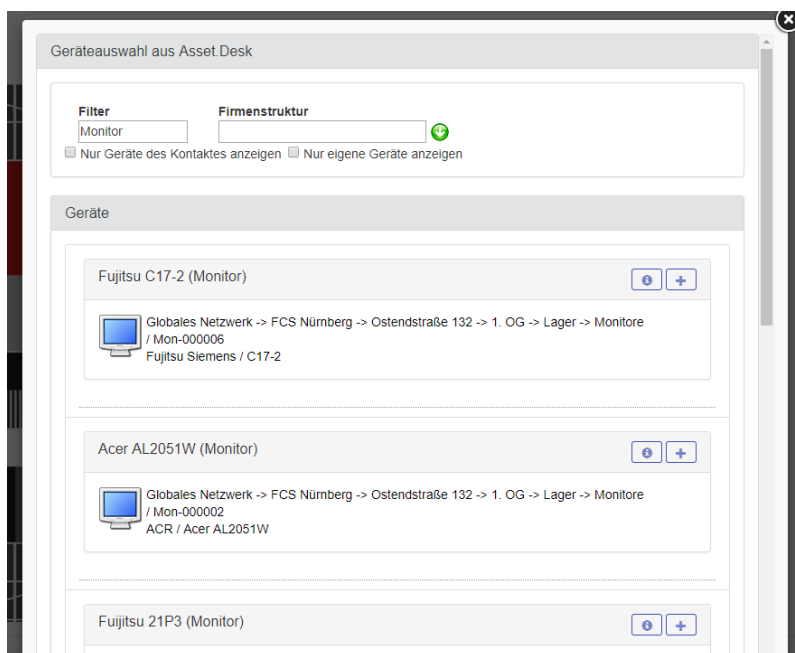 Geräteauswahl aus Asset.Desk
Filter Firmenstruktur
Monitor
Nur Geräte des Kontaktes anzeigen Nur eigene Geräte anzeigen
Geräte
Fujitsu C17-2 (Monitor)
Globales Netzwerk -> FCS Nürnberg -> Ostendstraße 132 -> 1. OG -> Lager -> Monitore
/ Mon-000006
Fujitsu Siemens / C17-2
Acer AL2051W (Monitor)
Globales Netzwerk -> FCS Nürnberg -> Ostendstraße 132 -> 1. OG -> Lager -> Monitore
/ Mon-000002
ACR / Acer AL2051W
Fuijitsu 21P3 (Monitor)